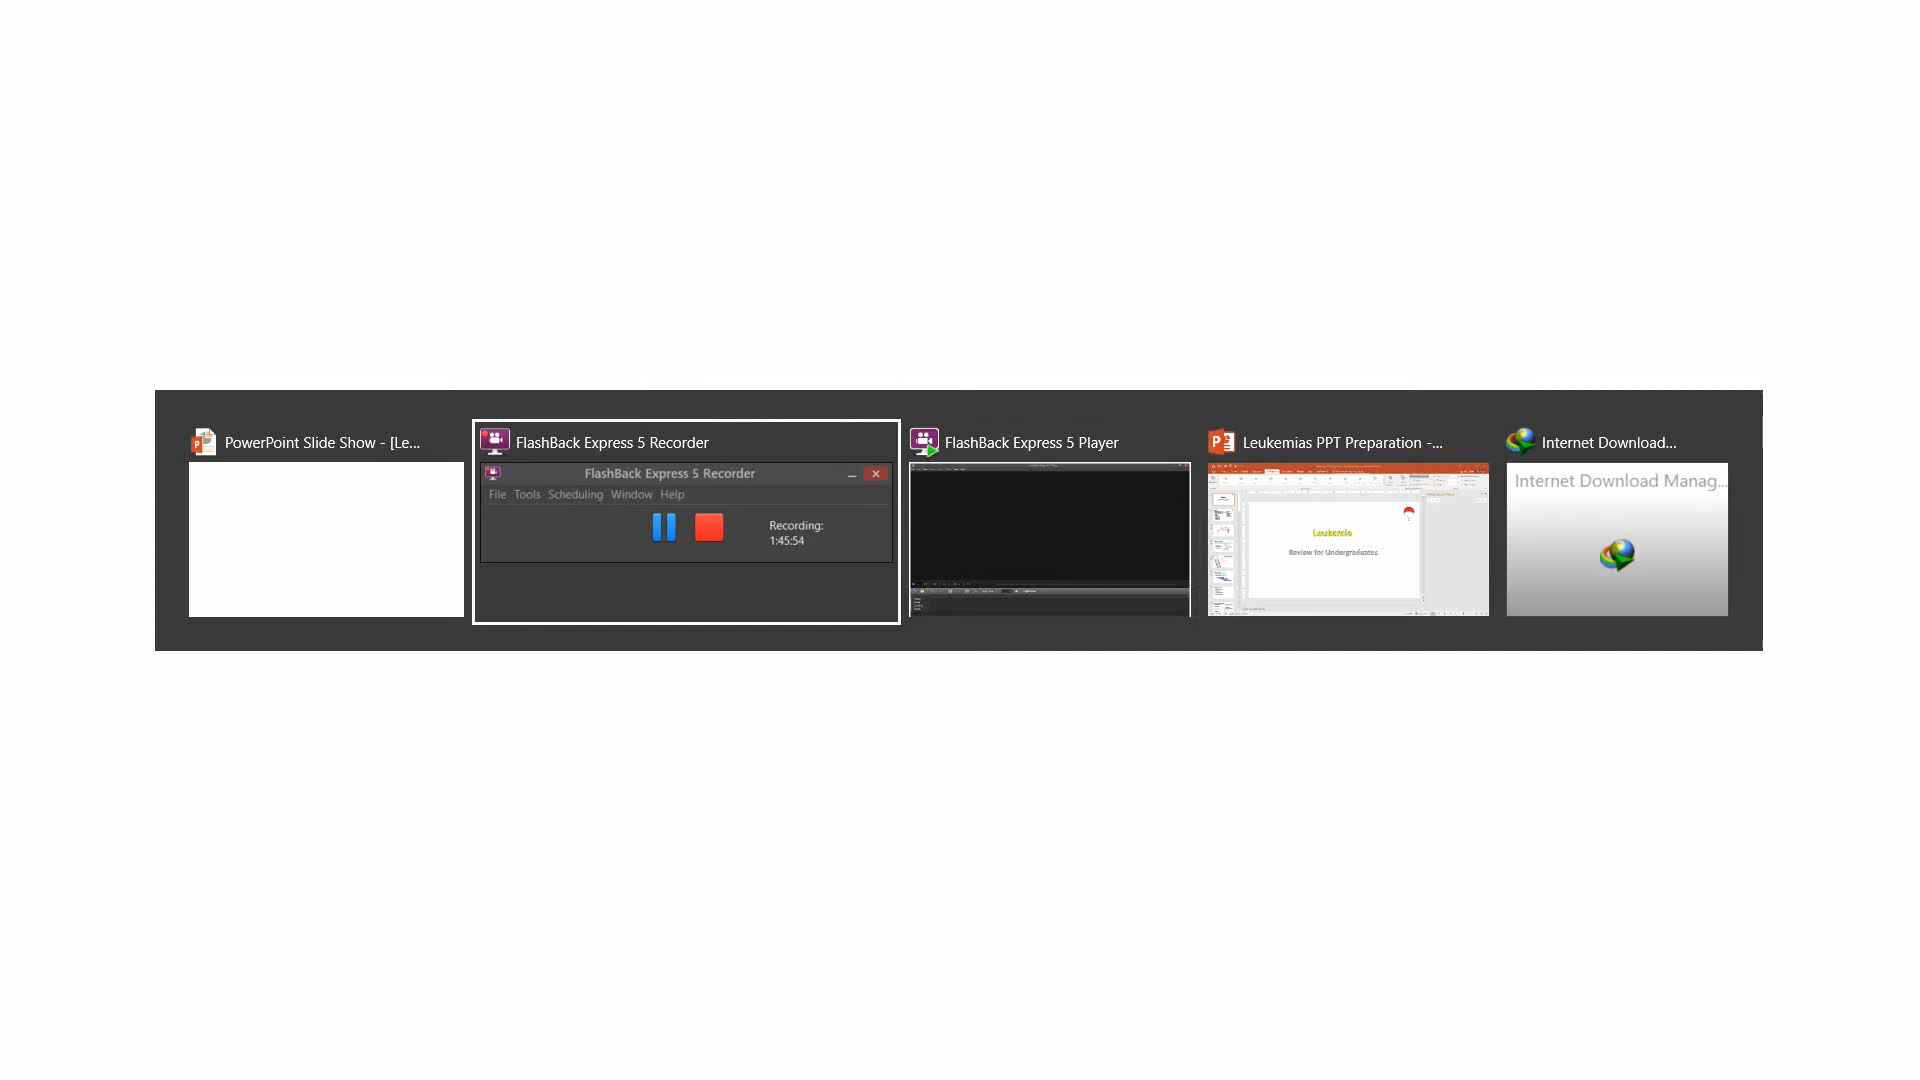 PowerPoint Slide Show - [Le...
FlashBack Express 5 Recorder
FlashBack Express 5 Recorder
File Tools Scheduling Window Help
Recording:
1:45:54
FlashBack Express 5 Player
Leukemias PPT Preparation -...
Leukemia
Review for Undergraduates
Internet Download...
Internet Download Manag...